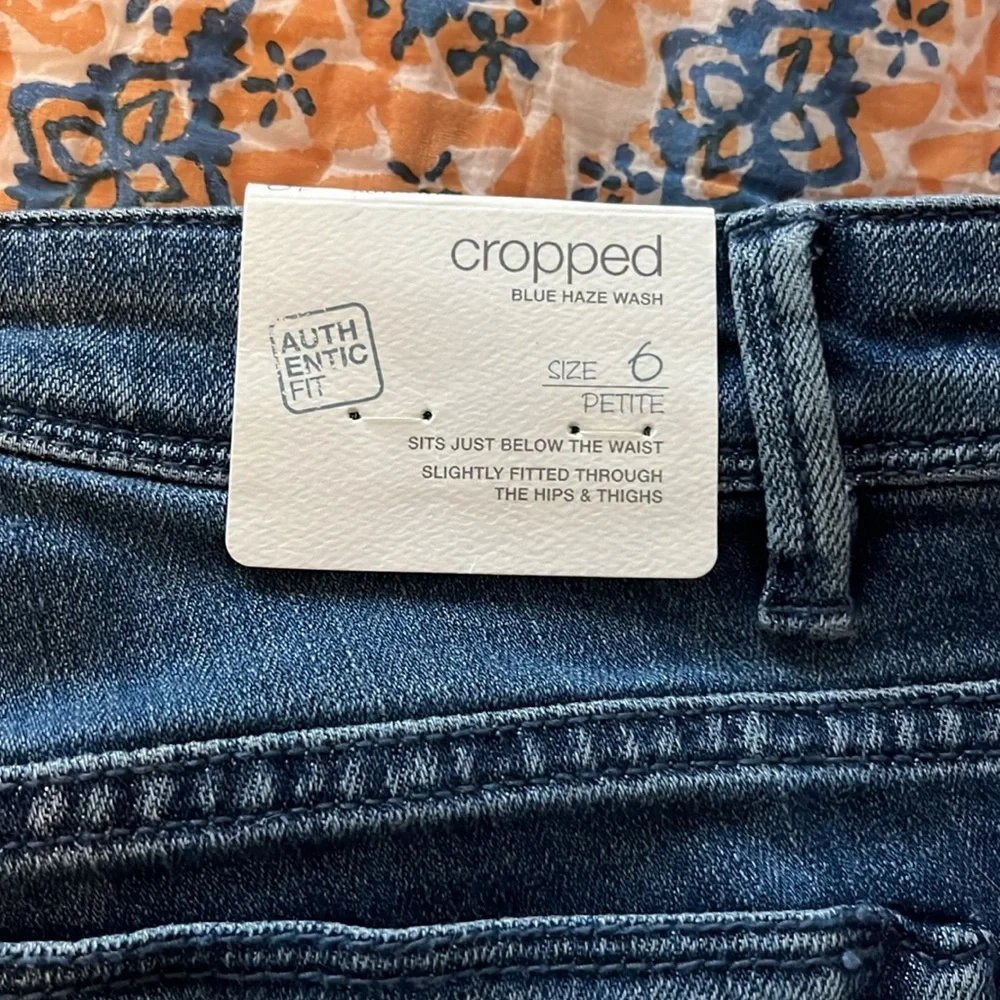 cropped
BLUE HAZE WASH
AUTH
ENTIC
FIT
SIZE 6
PETITE
SITS JUST BELOW THE WAIST
SLIGHTLY FITTED THROUGH
THE HIPS & THIGHS